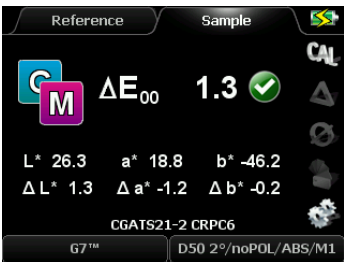 Reference Sample
CAL
C M ΔE00 1.3
L* 26.3 a* 18.8 b* -46.2
Δ L* 1.3 Δ a* -1.2 Δ b* -0.2
CGATS21-2 CRPC6
G7™ D50 2°/noPOL/ABS/M1